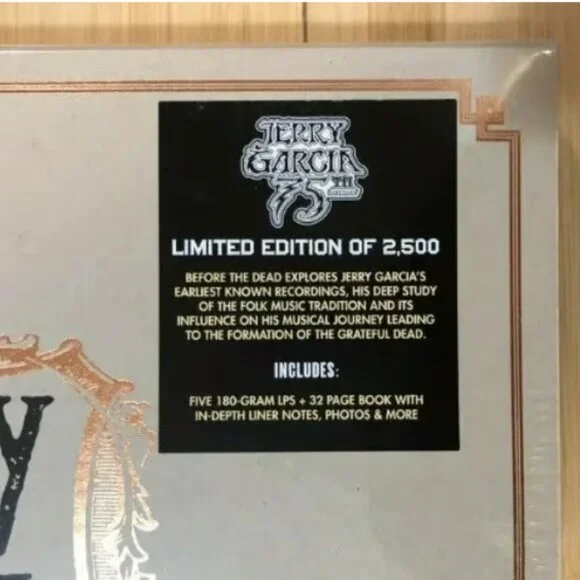 JERRY
GARCIA
75TH
LIMITED EDITION OF 2,500
BEFORE THE DEAD EXPLORES JERRY GARCIA'S
EARLIEST KNOWN RECORDINGS, HIS DEEP STUDY
OF THE FOLK MUSIC TRADITION AND ITS
INFLUENCE ON HIS MUSICAL JOURNEY LEADING
TO THE FORMATION OF THE GRATEFUL DEAD.
INCLUDES:
FIVE 180-GRAM LPS + 32 PAGE BOOK WITH
IN-DEPTH LINER NOTES, PHOTOS & MORE
Y